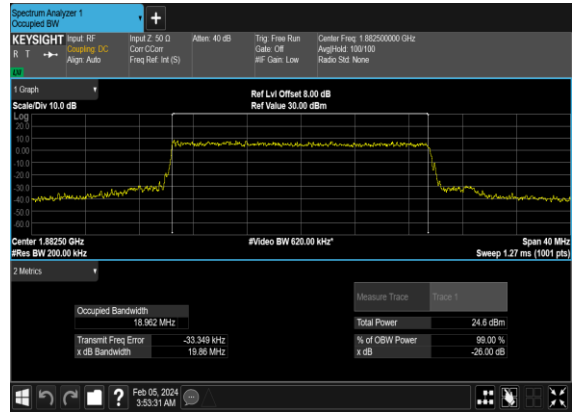 Spectrum Analyzer 1
Occupied BW
+
KEYSIGHT Input: RF Input Z: 50 Ω Atten: 40 dB Trig: Free Run Center Freq: 1.882500000 GHz
R T Coupling: DC Corr CCorr Gate: Off Avg|Hold: 100/100
Align: Auto Freq Ref: Int (S) #IF Gain: Low Radio Std: None
1 Graph
Ref Lvl Offset 8.00 dB
Scale/Div 10.0 dB Ref Value 30.00 dBm
Log
20.0
10.0
0.00
-10.0
-20.0
-30.0
-40.0
-50.0
-60.0
Center 1.88250 GHz #Video BW 620.00 kHz* Span 40 MHz
#Res BW 200.00 kHz Sweep 1.27 ms (1001 pts)
2 Metrics
Measure Trace Trace 1
Occupied Bandwidth
18.962 MHz Total Power 24.6 dBm
Transmit Freq Error -33.349 kHz % of OBW Power 99.00 %
x dB Bandwidth 19.86 MHz x dB -26.00 dB
? Feb 05, 2024
3:53:31 AM